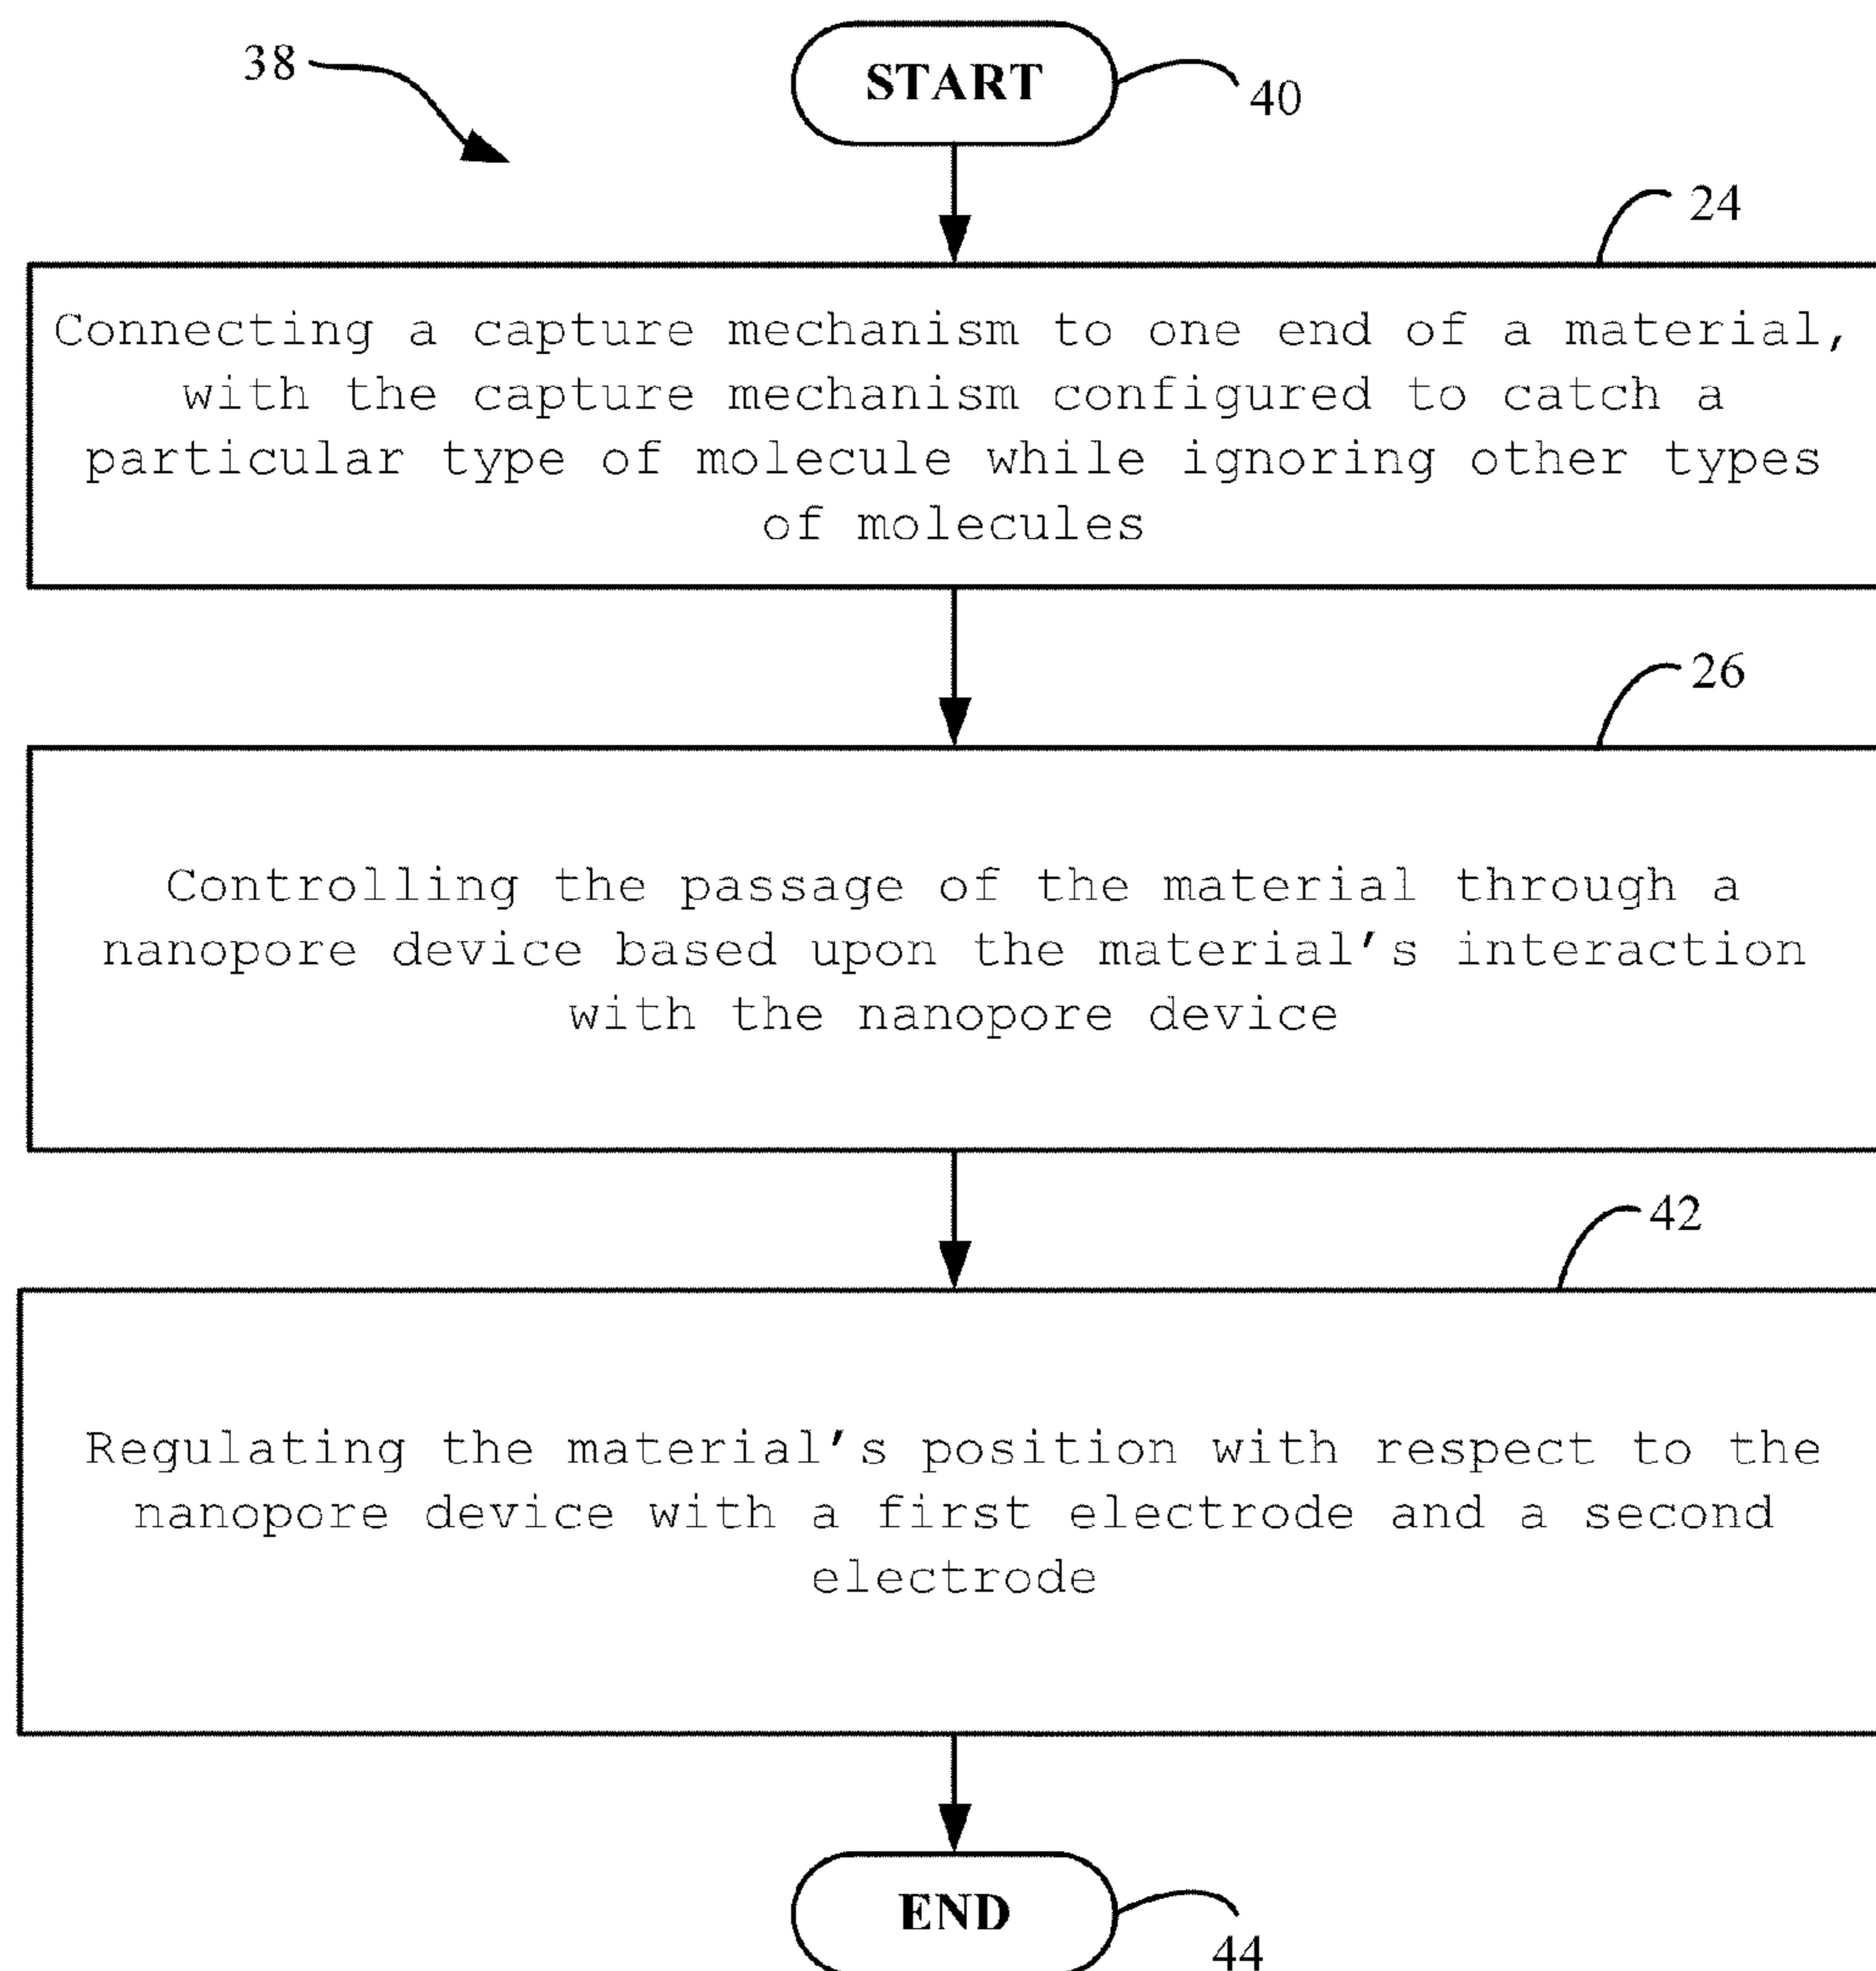 38
START
40
24
Connecting a capture mechanism to one end of a material,
with the capture mechanism configured to catch a
particular type of molecule while ignoring other types
of molecules
26
Controlling the passage of the material through a
nanopore device based upon the material's interaction
with the nanopore device
42
Regulating the material's position with respect to the
nanopore device with a first electrode and a second
electrode
END
44